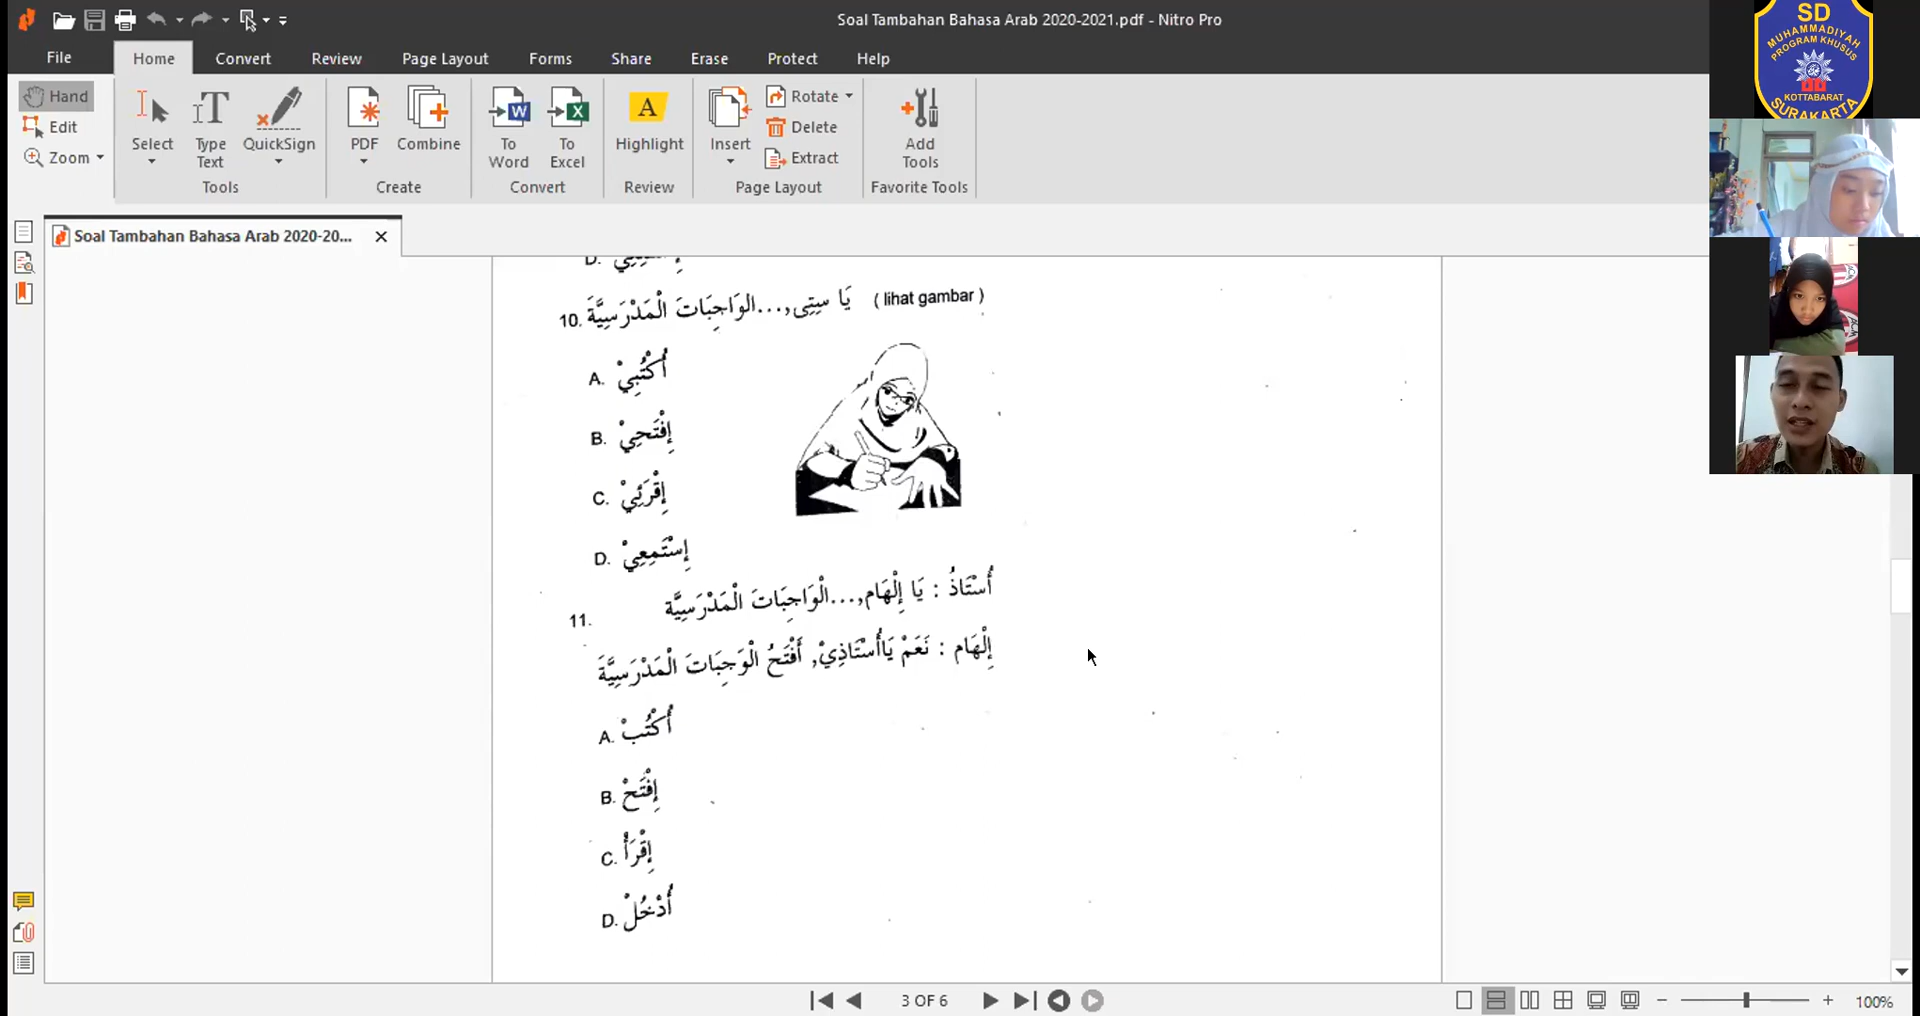 Soal Tambahan Bahasa Arab 2020-2021.pdf - Nitro Pro
File
Home
Convert
Review
Page Layout
Forms
Share
Erase
Protect
Help
Hand
Edit
Zoom
Select
Type Text
QuickSign
Tools
PDF
Combine
Create
To Word
To Excel
Convert
Highlight
Review
Insert
Rotate
Delete
Extract
Page Layout
Add Tools
Favorite Tools
Soal Tambahan Bahasa Arab 2020-20...
D.
10. يَا سِتِى,...الوَاجِبَاتَ الْمَدْرَسِيَّةَ (lihat gambar)
A. أُكْتُبِيْ
B. إِفْتَحِيْ
C. إِقْرَئِيْ
D. إِسْتَمِعِيْ
11. أُسْتَاذُ : يَا إِلْهَام,...الْوَاجِبَاتَ الْمَدْرَسِيَّة
إِلْهَام : نَعَمْ يَاأُسْتَاذِيْ, أَفْتَحُ الْوَجِبَاتَ الْمَدْرَسِيَّةَ
A. أُكْتُبْ
B. إِفْتَحْ
C. إِقْرَأْ
D. أُدْخُلْ
3 OF 6
100%
SD
MUHAMMADIYAH
PROGRAM KHUSUS
KOTTABARAT
SURAKARTA